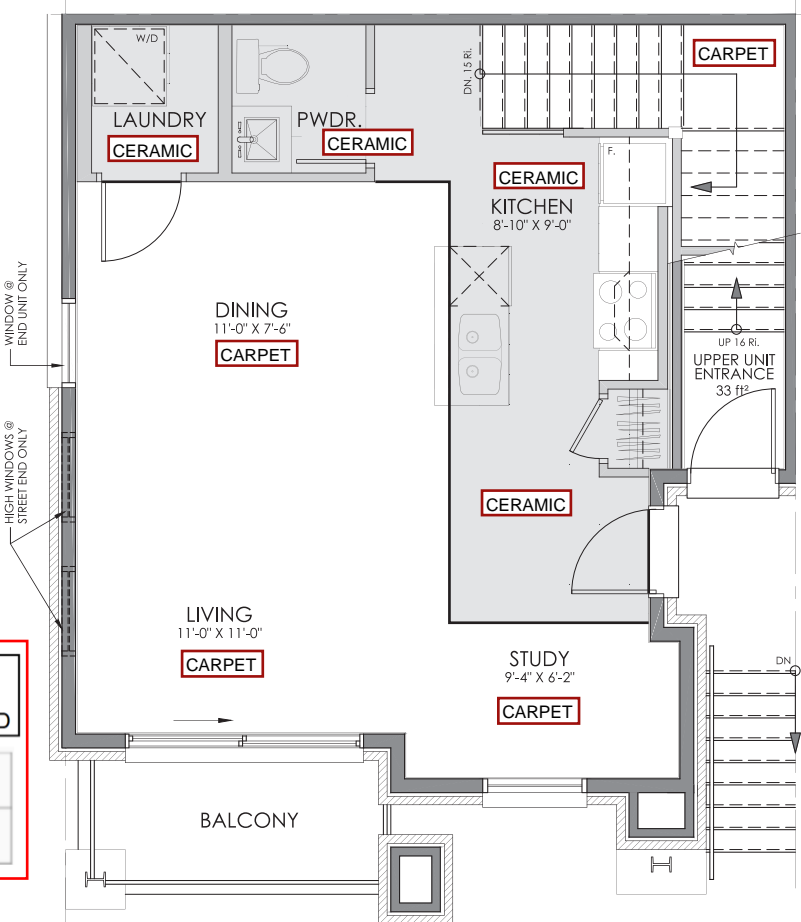 W/D
LAUNDRY
CERAMIC
PWDR.
CERAMIC
DN. 15 Ri.
CARPET
CERAMIC
KITCHEN
8'-10" X 9'-0"
F.
WINDOW @
END UNIT ONLY
DINING
11'-0" X 7'-6"
CARPET
UP 16 Ri.
UPPER UNIT
ENTRANCE
33 ft²
HIGH WINDOWS @
STREET END ONLY
CERAMIC
LIVING
11'-0" X 11'-0"
CARPET
STUDY
9'-4" X 6'-2"
CARPET
DN
BALCONY